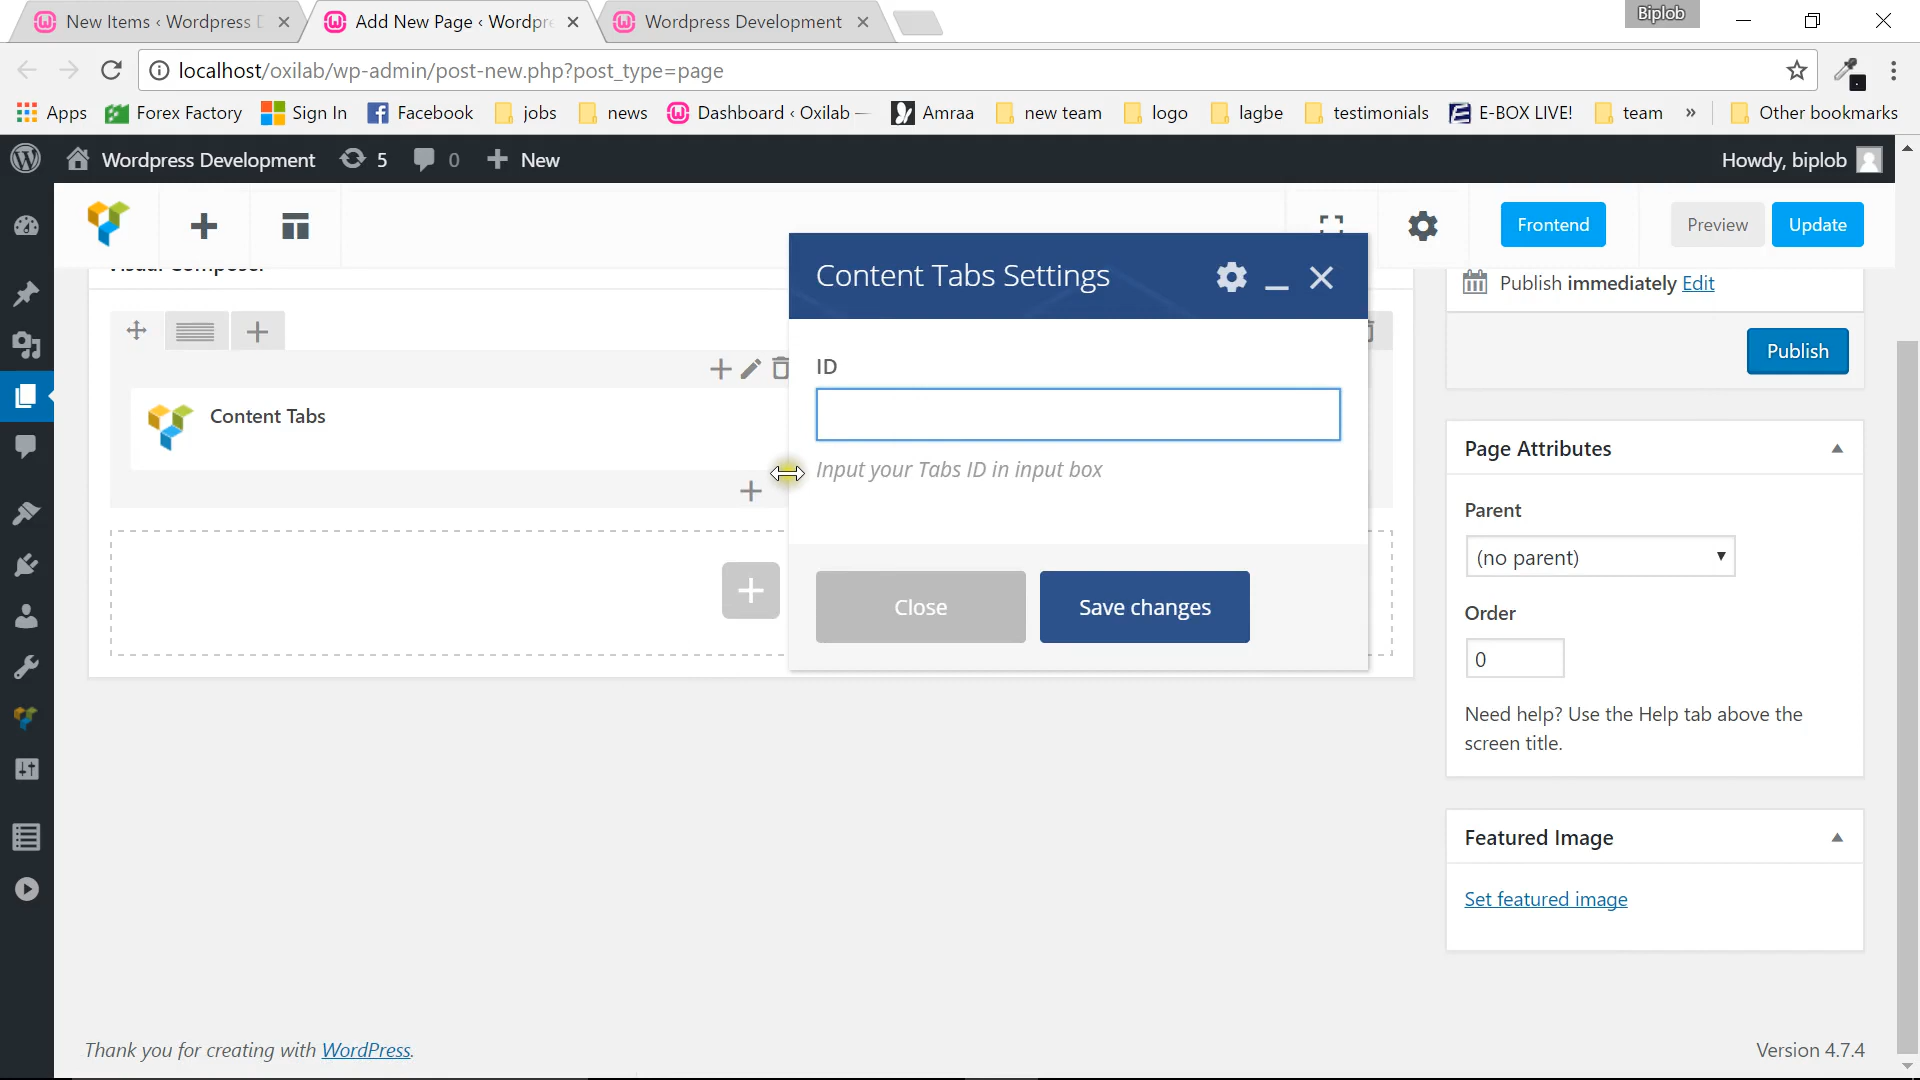 New Items ‹ Wordpress D
Add New Page ‹ Wordpre
Wordpress Development
Biplob
localhost/oxilab/wp-admin/post-new.php?post_type=page
Apps
Forex Factory
Sign In
Facebook
jobs
news
Dashboard ‹ Oxilab —
Amraa
new team
logo
lagbe
testimonials
E-BOX LIVE!
team
»
Other bookmarks
Wordpress Development
5
0
New
Howdy, biplob
Frontend
Preview
Update
Visual Composer
Content Tabs Settings
Publish immediately Edit
Publish
ID
Content Tabs
Input your Tabs ID in input box
Close
Save changes
Page Attributes
Parent
(no parent)
Order
0
Need help? Use the Help tab above the
screen title.
Featured Image
Set featured image
Thank you for creating with WordPress.
Version 4.7.4